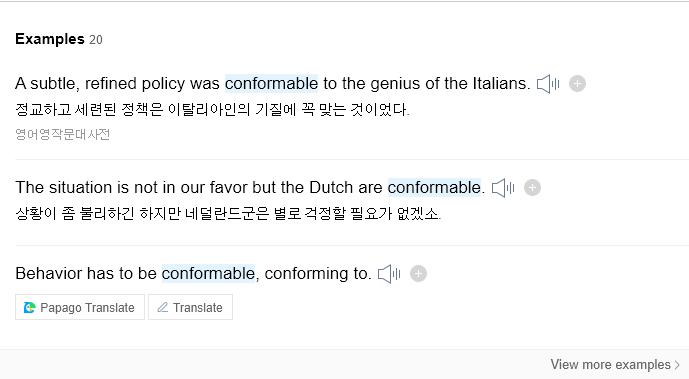 Examples 20
A subtle, refined policy was conformable to the genius of the Italians.
정교하고 세련된 정책은 이탈리아인의 기질에 꼭 맞는 것이었다.
영어영작문대사전
The situation is not in our favor but the Dutch are conformable.
상황이 좀 불리하긴 하지만 네덜란드군은 별로 걱정할 필요가 없겠소.
Behavior has to be conformable, conforming to.
Papago Translate Translate
View more examples